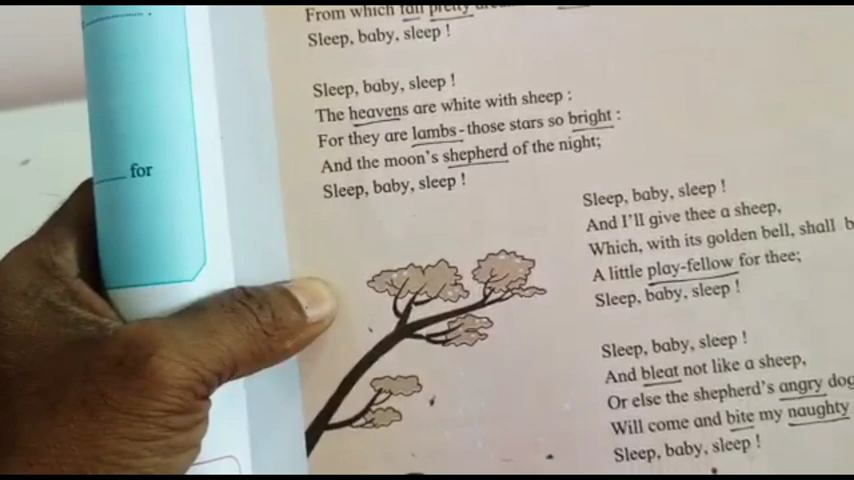 for
From which fall pretty
Sleep, baby, sleep !
Sleep, baby, sleep !
The heavens are white with sheep ;
For they are lambs - those stars so bright :
And the moon's shepherd of the night;
Sleep, baby, sleep !
Sleep, baby, sleep !
And I'll give thee a sheep,
Which, with its golden bell, shall b
A little play-fellow for thee;
Sleep, baby, sleep !
Sleep, baby, sleep !
And bleat not like a sheep,
Or else the shepherd's angry dog
Will come and bite my naughty
Sleep, baby, sleep !